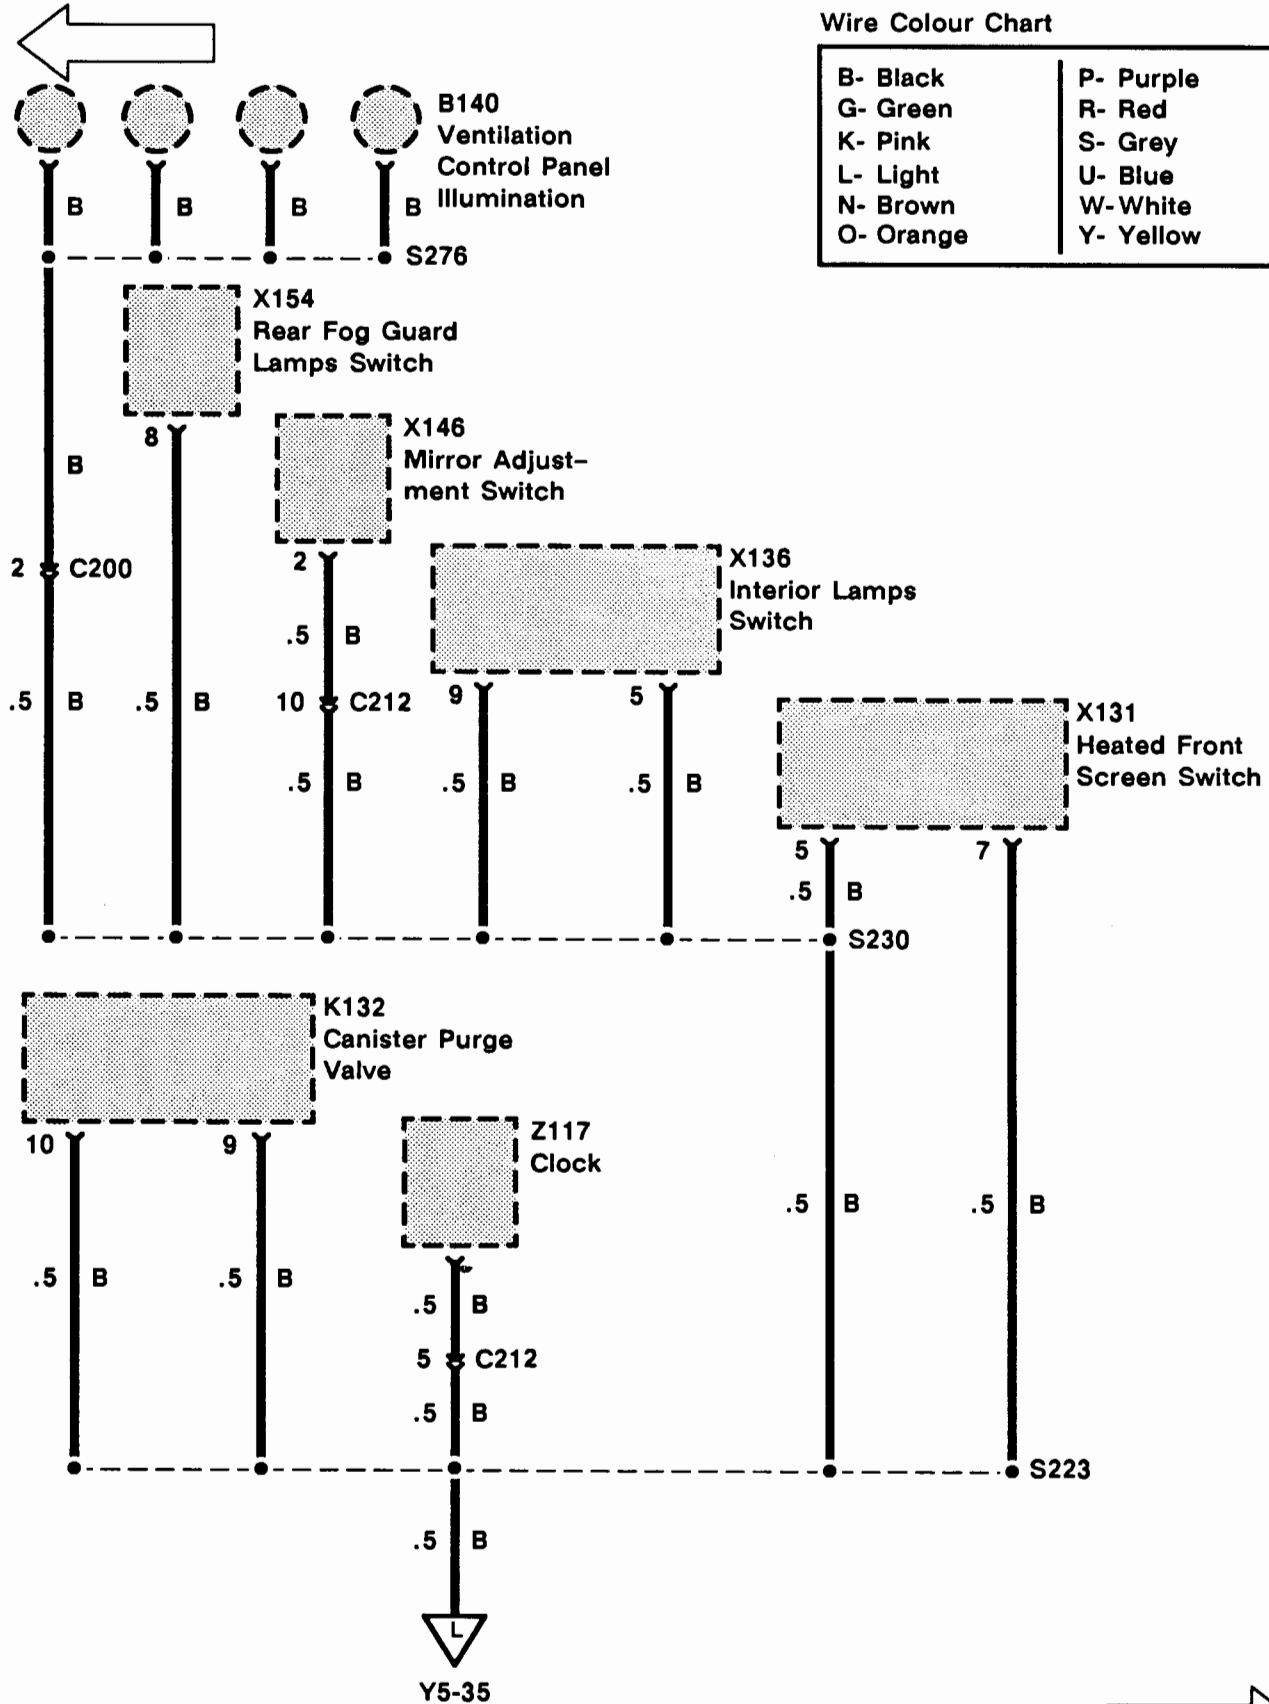 Wire Colour Chart
B- Black
G- Green
K- Pink
L- Light
N- Brown
O- Orange
P- Purple
R- Red
S- Grey
U- Blue
W-White
Y- Yellow
B140
Ventilation
Control Panel
Illumination
B
B
B
B
S276
X154
Rear Fog Guard
Lamps Switch
8
B
X146
Mirror Adjust-
ment Switch
2
2 C200
.5 B
X136
Interior Lamps
Switch
9
5
.5 B
.5 B
10 C212
X131
Heated Front
Screen Switch
.5 B
.5 B
.5 B
5
7
.5 B
S230
K132
Canister Purge
Valve
10
9
Z117
Clock
.5 B
.5 B
.5 B
.5 B
.5 B
5 C212
.5 B
S223
.5 B
L
Y5-35